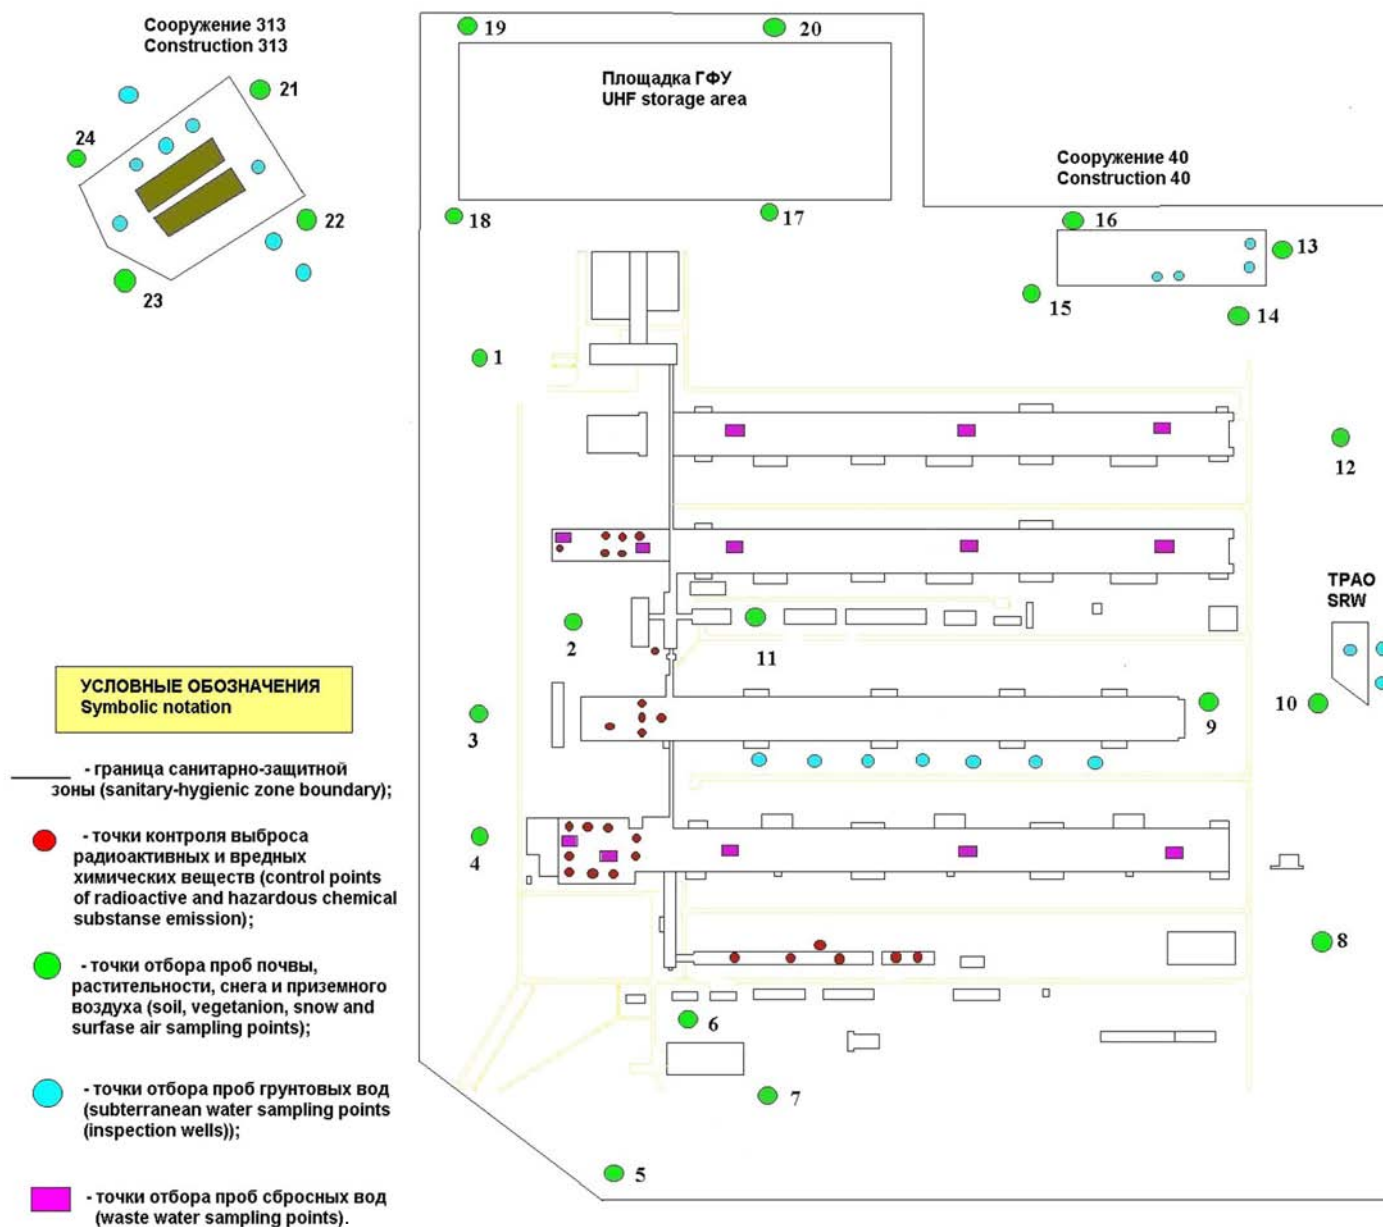 Сооружение 313
Construction 313
19
20
Площадка ГФУ
UHF storage area
21
24
22
23
18
17
Сооружение 40
Construction 40
16
13
15
14
1
12
2
11
ТРАО
SRW
УСЛОВНЫЕ ОБОЗНАЧЕНИЯ
Symbolic notation
3
9
10
- граница санитарно-защитной
зоны (sanitary-hygienic zone boundary);
- точки контроля выброса
радиоактивных и вредных
химических веществ (control points
of radioactive and hazardous chemical
substanse emission);
4
8
- точки отбора проб почвы,
растительности, снега и приземного
воздуха (soil, vegetanion, snow and
surfase air sampling points);
6
7
- точки отбора проб грунтовых вод
(subterranean water sampling points
(inspection wells));
5
- точки отбора проб сбросных вод
(waste water sampling points).